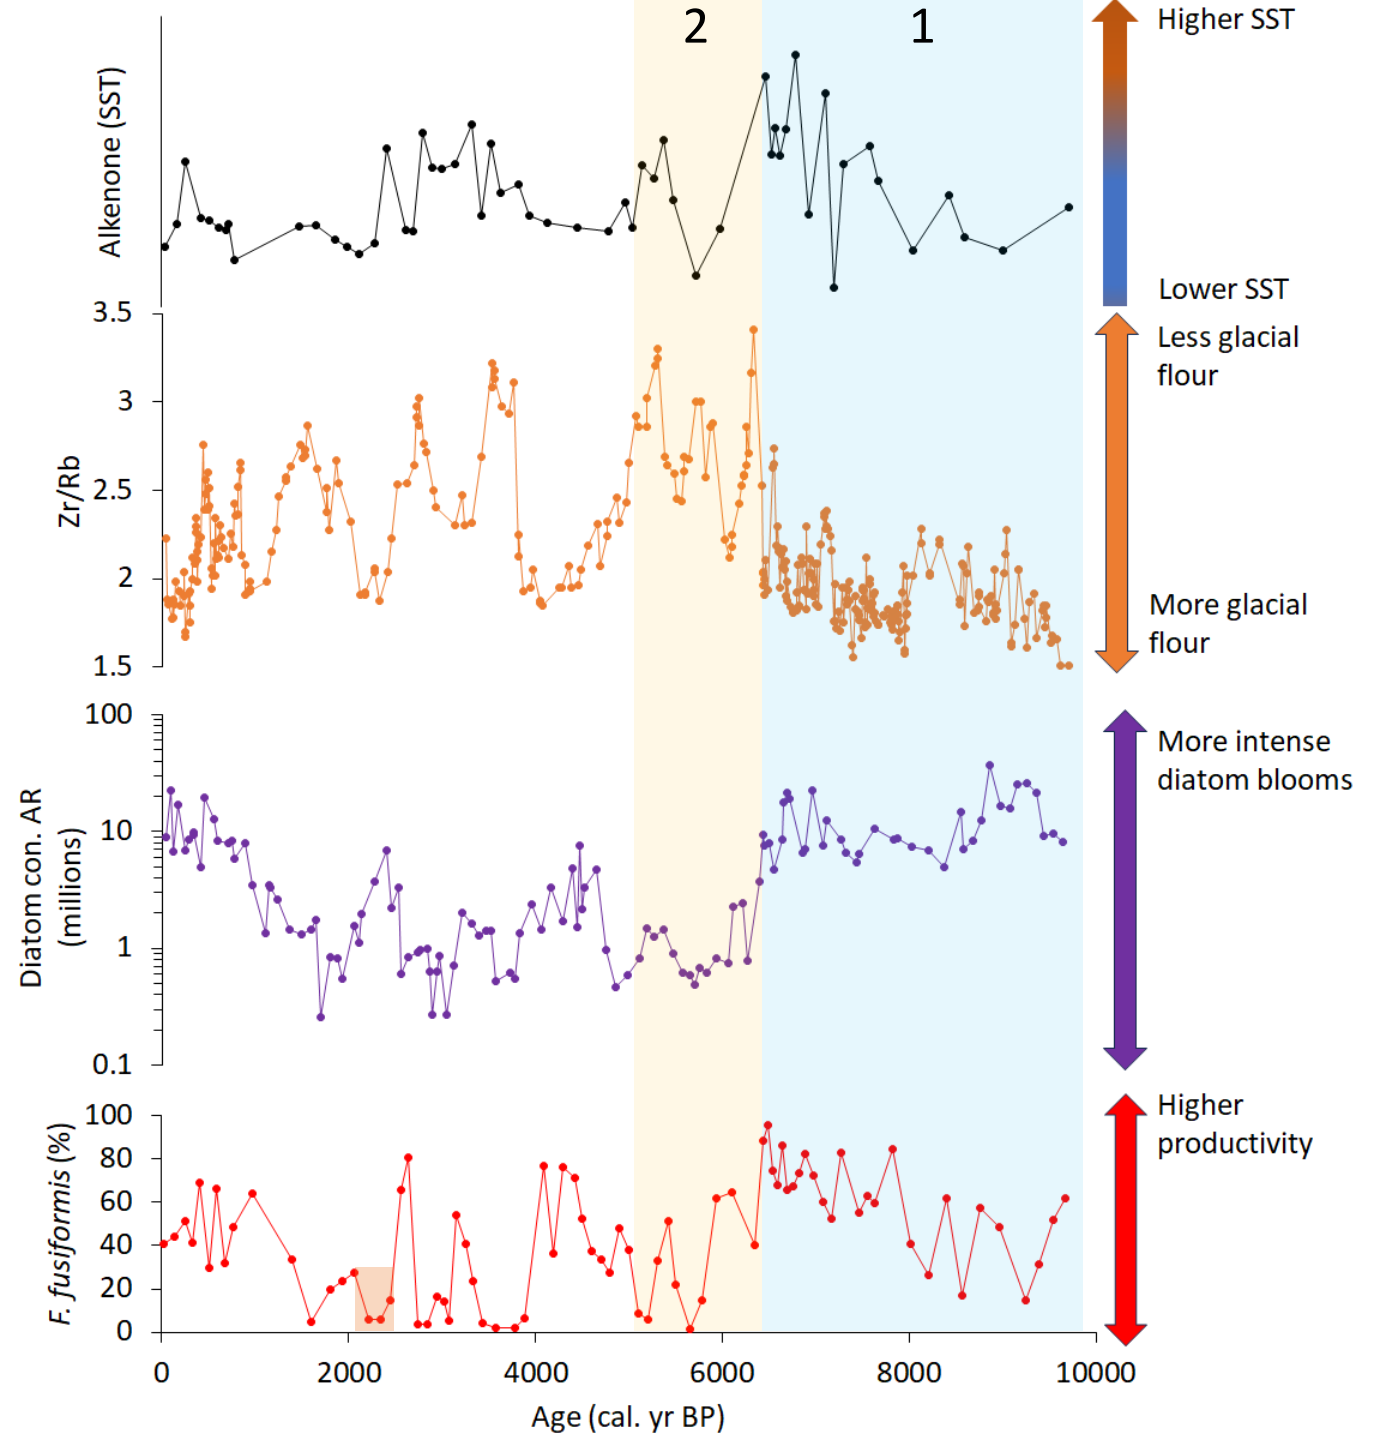 2
1
Higher SST
Alkenone (SST)
Lower SST
3.5
3
2.5
2
1.5
Zr/Rb
Less glacial
flour
More glacial
flour
100
10
1
0.1
Diatom con. AR
(millions)
More intense
diatom blooms
100
80
60
40
20
0
F. fusiformis (%)
Higher
productivity
0
2000
4000
6000
8000
10000
Age (cal. yr BP)